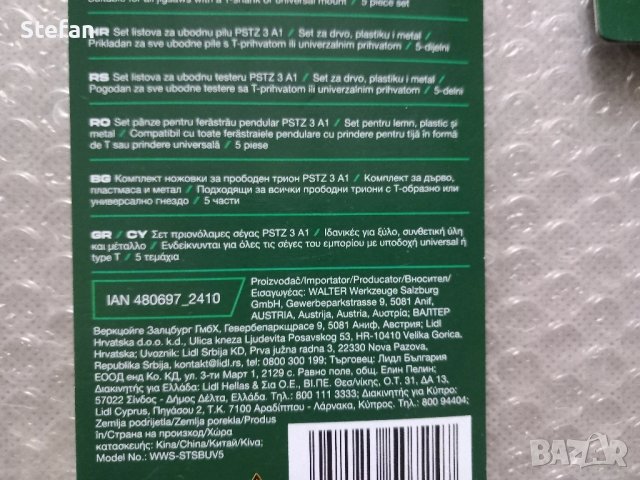 Stefan
Suitable for all jigsaws with a T-shank or universal mount / 5 piece set
HR Set listova za ubodnu pilu PSTZ 3 A1 / Set za drvo, plastiku i metal /
Prikladan za sve ubodne pile s T-prihvatom ili univerzalnim prihvatom / 5-dijelni
RS Set listova za ubodnu testeru PSTZ 3 A1 / Set za drvo, plastiku i metal /
Pogodan za sve ubodne testere sa T-prihvatom ili univerzalnim prihvatom / 5-delni
RO Set pânze pentru ferăstrău pendular PSTZ 3 A1 / Set pentru lemn, plastic și
metal / Compatibil cu toate ferăstraiele pendulare cu prindere pentru tijă în formă
de T sau prindere universală / 5 piese
BG Комплект ножовки за прободен трион PSTZ 3 A1 / Комплект за дърво,
пластмаса и метал / Подходящи за всички прободни триони с Т-образно или
универсално гнездо / 5 части
GR / CY Σετ πριονόλαμες σέγας PSTZ 3 A1 / Ιδανικές για ξύλο, συνθετική ύλη
και μέταλλο / Ενδείκνυνται για όλες τις σέγες του εμπορίου με υποδοχή universal ή
type T / 5 τεμάχια
IAN 480697_2410
Proizvođač/Importator/Producator/Вносител/
Εισαγωγέας: WALTER Werkzeuge Salzburg
GmbH, Gewerbeparkstrasse 9, 5081 Anif,
AUSTRIA, Austrija, Austria, Αυστρία; ВАЛТЕР
Веркцойге Залцбург ГмбХ, Гевербепаркщрасе 9, 5081 Аниф, Австрия; Lidl
Hrvatska d.o.o. k.d., Ulica kneza Ljudevita Posavskog 53, HR-10410 Velika Gorica,
Hrvatska; Uvoznik: Lidl Srbija KD, Prva južna radna 3, 22330 Nova Pazova,
Republika Srbija, kontakt@lidl.rs, tel; 0800 300 199; Търговец: Лидл България
ЕООД енд Ко. КД, ул. 3-ти Март 1, 2129 с. Равно поле, общ. Елин Пелин;
Διακινητής για Ελλάδα: Lidl Hellas & Σια Ο.Ε., ΒΙ.ΠΕ. Θεσ/νίκης, Ο.Τ. 31, ΔΑ 13,
57022 Σίνδος - Δήμος Δέλτα, Ελλάδα, Τηλ.: 800 111 3333; Διακινητής για Κύπρο:
Lidl Cyprus, Πηγάσου 2, Τ.Κ. 7100 Αραδίππου - Λάρνακα, Κύπρος, Τηλ.: 800 94404;
Zemlja podrijetla/Zemlja porekla/Produs
în/Страна на произход/Χώρα
κατασκευής: Kina/China/Китай/Κίνα;
Model No.: WWS-STSBUV5
BAZAR
bg